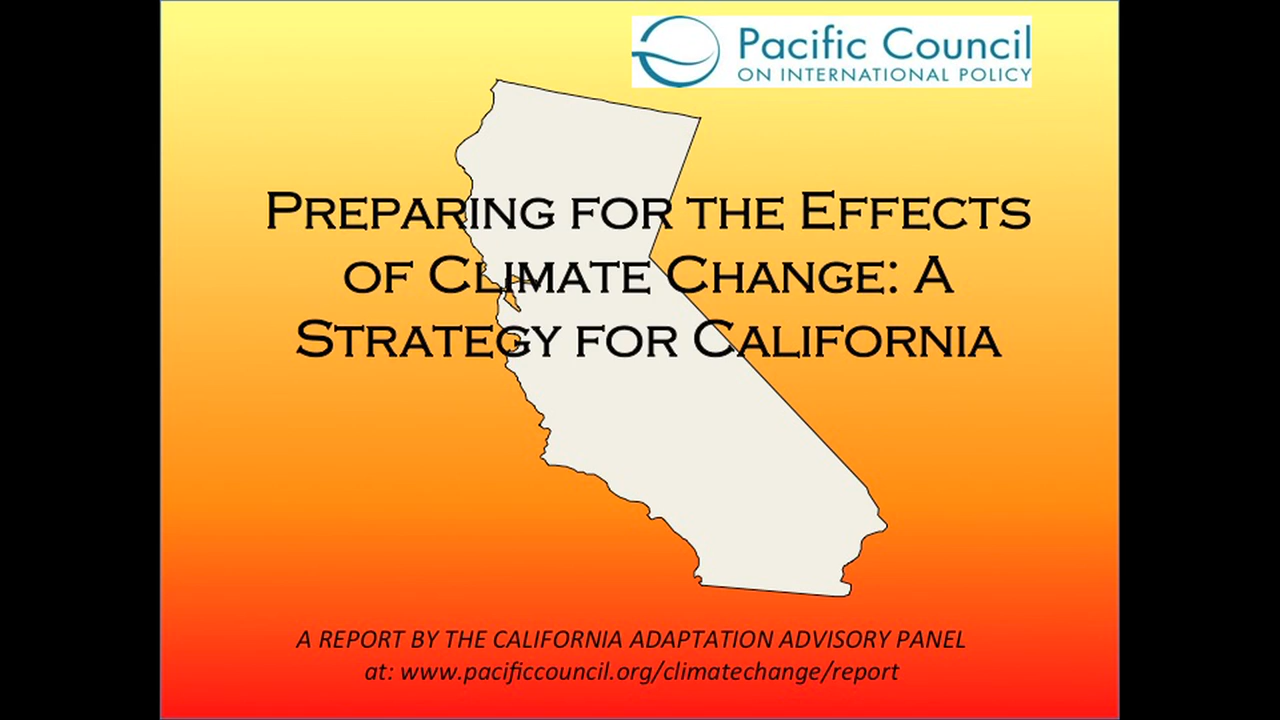 Pacific Council
ON INTERNATIONAL POLICY
PREPARING FOR THE EFFECTS
OF CLIMATE CHANGE: A
STRATEGY FOR CALIFORNIA
A REPORT BY THE CALIFORNIA ADAPTATION ADVISORY PANEL
at: www.pacificcouncil.org/climatechange/report